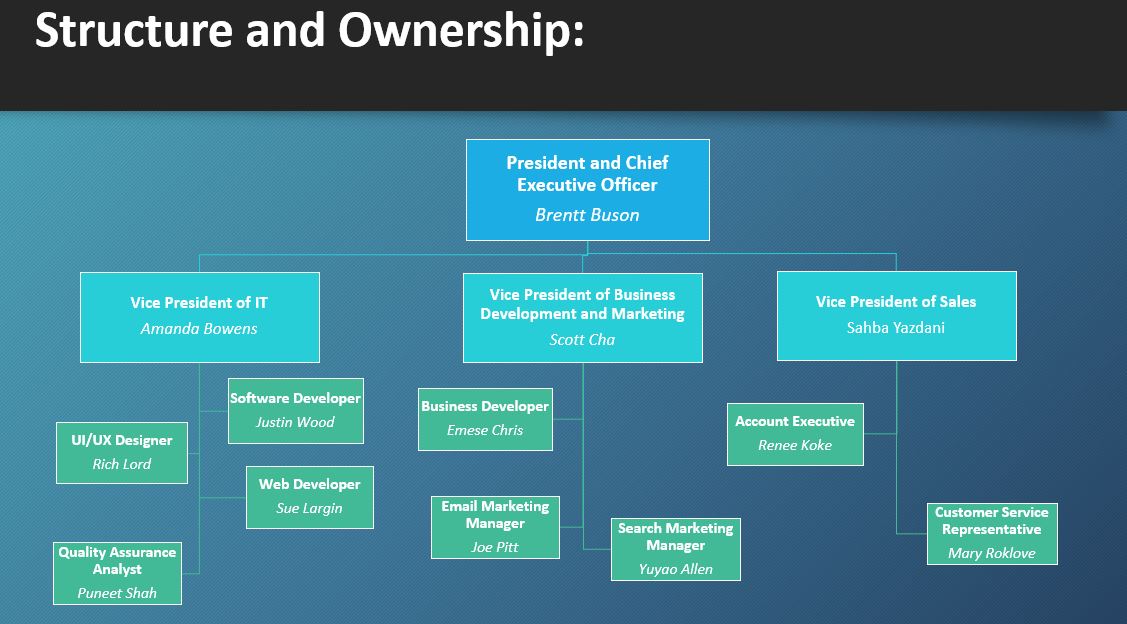 Structure and Ownership:
President and Chief
Executive Officer
Brentt Buson
Vice President of IT
Amanda Bowens
Vice President of Business
Development and Marketing
Scott Cha
Vice President of Sales
Sahba Yazdani
Software Developer
Justin Wood
UI/UX Designer
Rich Lord
Web Developer
Sue Largin
Quality Assurance
Analyst
Puneet Shah
Business Developer
Emese Chris
Email Marketing
Manager
Joe Pitt
Search Marketing
Manager
Yuyao Allen
Account Executive
Renee Koke
Customer Service
Representative
Mary Roklove